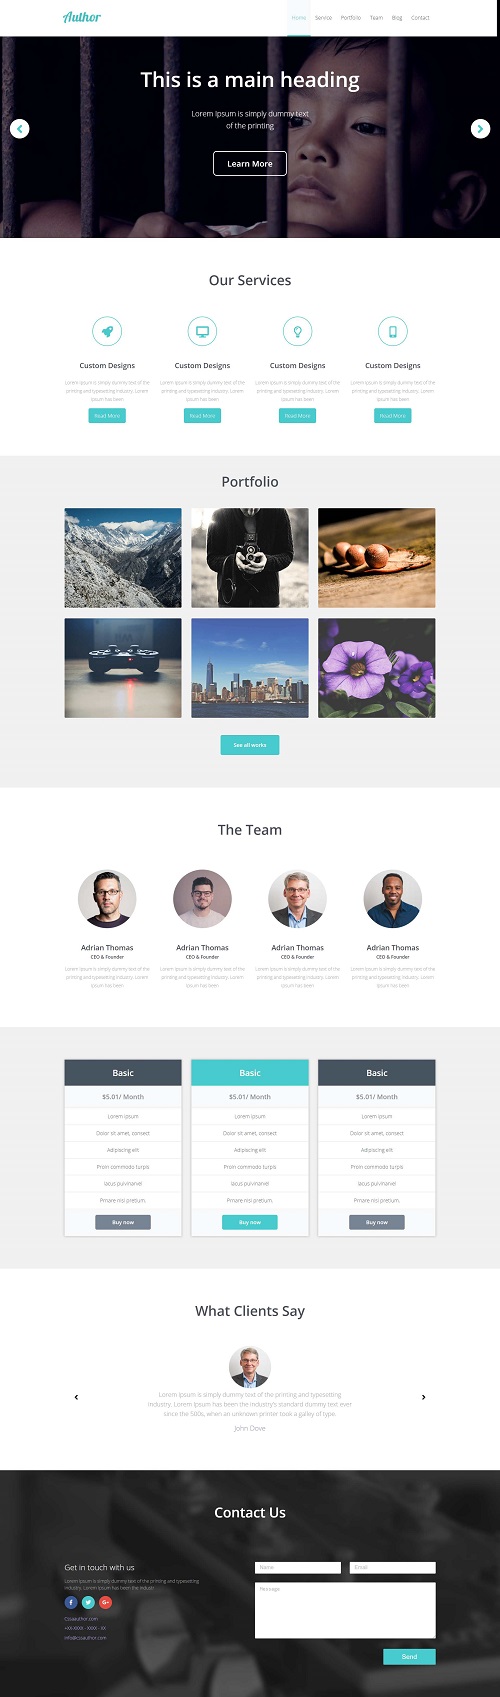 Author
Home Service Portfolio Team Blog Contact
This is a main heading
Lorem Ipsum is simply dummy text
of the printing
Learn More
Our Services
Custom Designs Custom Designs Custom Designs Custom Designs
Lorem Ipsum is simply dummy text of the Lorem Ipsum is simply dummy text of the Lorem Ipsum is simply dummy text of the Lorem Ipsum is simply dummy text of the
printing and typesetting industry. printing and typesetting industry. printing and typesetting industry. printing and typesetting industry.
Lorem Ipsum has been Lorem Ipsum has been Lorem Ipsum has been Lorem Ipsum has been
Read More Read More Read More Read More
Portfolio
See all works
The Team
Adrian Thomas Adrian Thomas Adrian Thomas Adrian Thomas
CEO & Founder CEO & Founder CEO & Founder CEO & Founder
Lorem Ipsum is simply dummy text of the Lorem Ipsum is simply dummy text of the Lorem Ipsum is simply dummy text of the Lorem Ipsum is simply dummy text of the
printing and typesetting industry. Lorem printing and typesetting industry. Lorem printing and typesetting industry. Lorem printing and typesetting industry. Lorem
Ipsum has been Ipsum has been Ipsum has been Ipsum has been
Basic Basic Basic
$5.01/ Month $5.01/ Month $5.01/ Month
Lorem Ipsum Lorem Ipsum Lorem Ipsum
Dolor sit amet, consect Dolor sit amet, consect Dolor sit amet, consect
Adipiscing elit Adipiscing elit Adipiscing elit
Proin commodo turpis Proin commodo turpis Proin commodo turpis
lacus pulvinarvel lacus pulvinarvel lacus pulvinarvel
Prnare nisi pretium. Prnare nisi pretium. Prnare nisi pretium.
Buy now Buy now Buy now
What Clients Say
Lorem Ipsum is simply dummy text of the printing and typesetting
industry. Lorem Ipsum has been the industry's standard dummy text ever
since the 500s, when an unknown printer took a galley of type.
John Dove
Contact Us
Get in touch with us
Lorem Ipsum is simply dummy text of the printing and typesetting
industry. Lorem Ipsum has been the industr
Name Email
Message
Cssauthor.com
info@cssauthor.com
Send